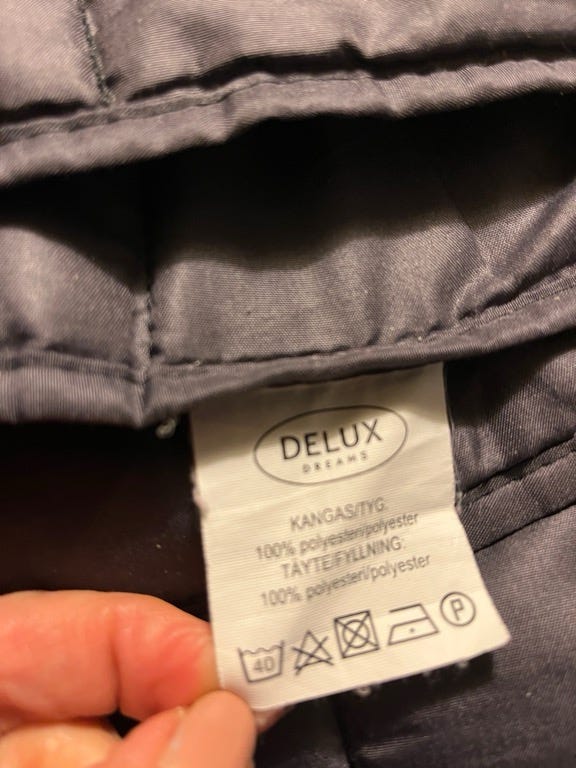 DELUX
DREAMS
KANGAS/TYG:
100% polyesteri/polyester
TÄYTE/FYLLNING:
100% polyesteri/polyester
40
P